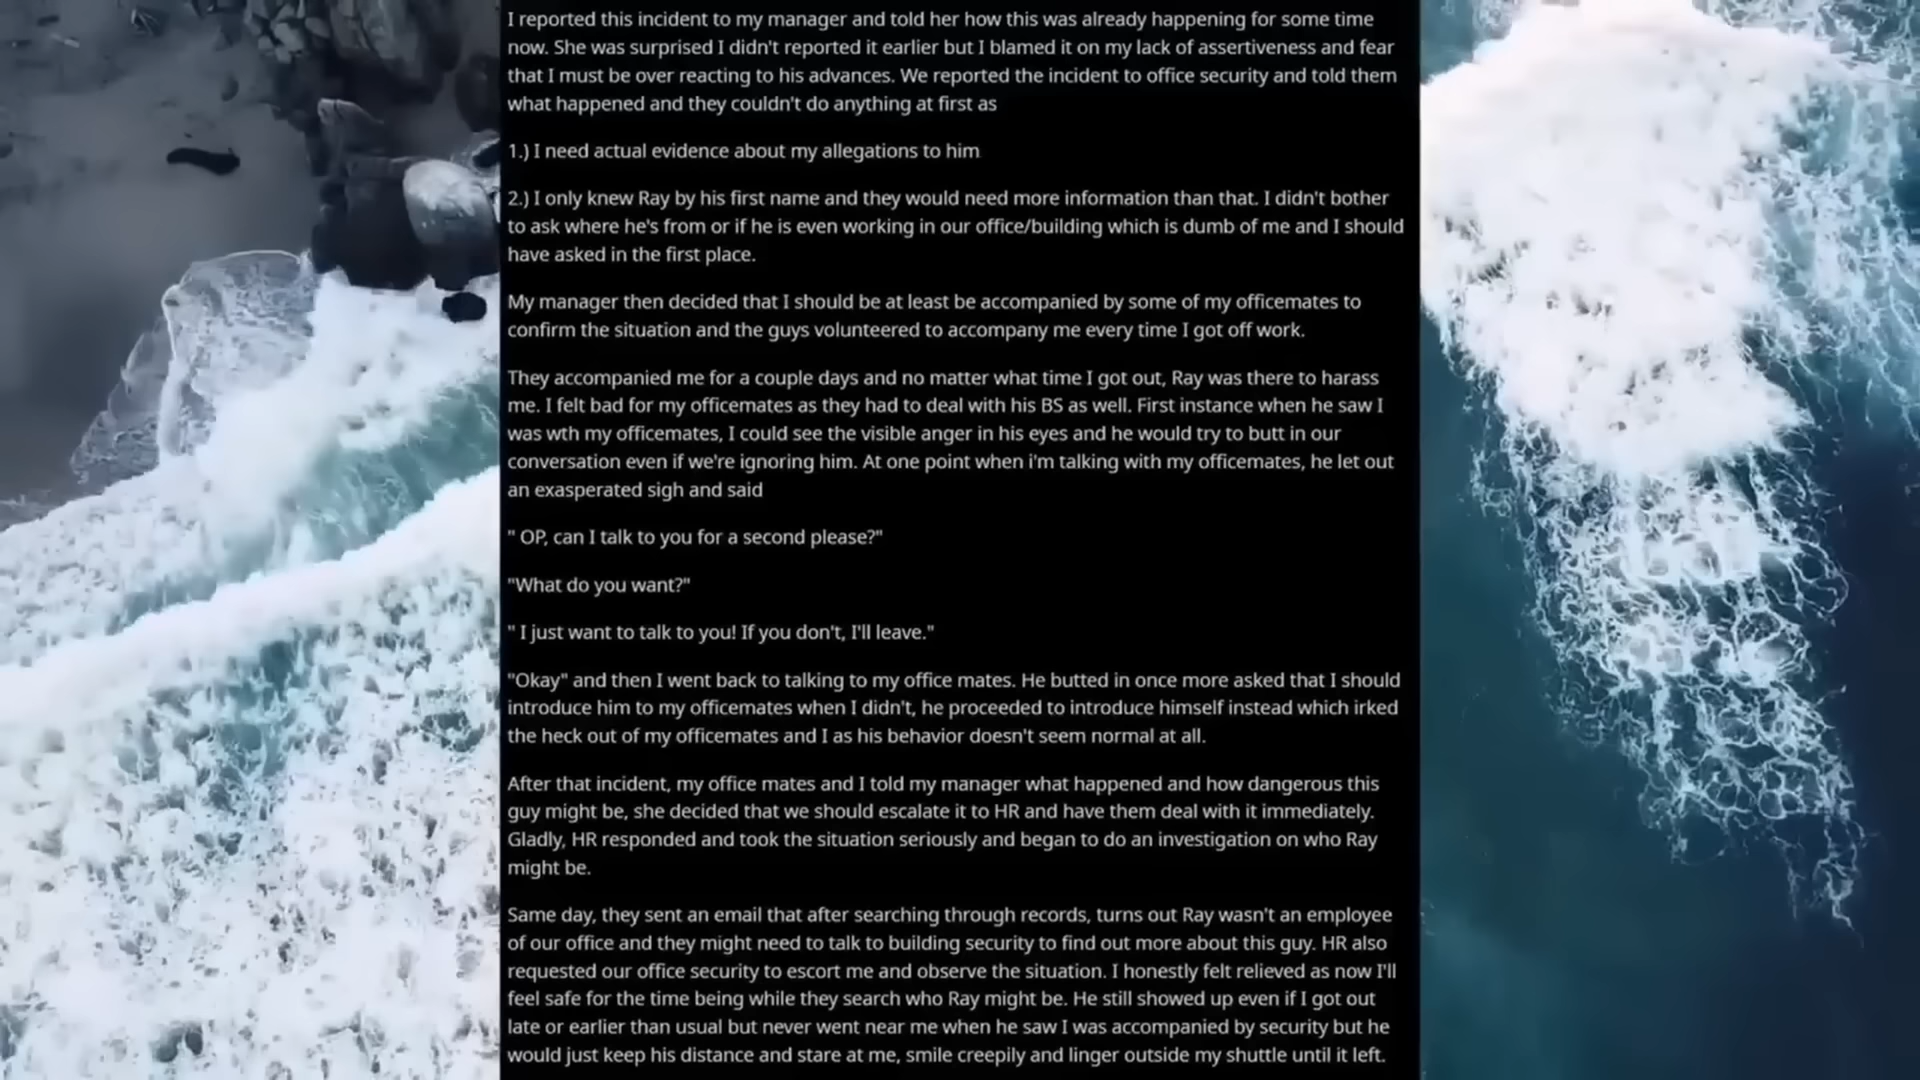 I reported this incident to my manager and told her how this was already happening for some time
now. She was surprised I didn't reported it earlier but I blamed it on my lack of assertiveness and fear
that I must be over reacting to his advances. We reported the incident to office security and told them
what happened and they couldn't do anything at first as
1.) I need actual evidence about my allegations to him
2.) I only knew Ray by his first name and they would need more information than that. I didn't bother
to ask where he's from or if he is even working in our office/building which is dumb of me and I should
have asked in the first place.
My manager then decided that I should be at least be accompanied by some of my officemates to
confirm the situation and the guys volunteered to accompany me every time I got off work.
They accompanied me for a couple days and no matter what time I got out, Ray was there to harass
me. I felt bad for my officemates as they had to deal with his BS as well. First instance when he saw I
was wth my officemates, I could see the visible anger in his eyes and he would try to butt in our
conversation even if we're ignoring him. At one point when i'm talking with my officemates, he let out
an exasperated sigh and said
" OP, can I talk to you for a second please?"
"What do you want?"
" I just want to talk to you! If you don't, I'll leave."
"Okay" and then I went back to talking to my office mates. He butted in once more asked that I should
introduce him to my officemates when I didn't, he proceeded to introduce himself instead which irked
the heck out of my officemates and I as his behavior doesn't seem normal at all.
After that incident, my office mates and I told my manager what happened and how dangerous this
guy might be, she decided that we should escalate it to HR and have them deal with it immediately.
Gladly, HR responded and took the situation seriously and began to do an investigation on who Ray
might be.
Same day, they sent an email that after searching through records, turns out Ray wasn't an employee
of our office and they might need to talk to building security to find out more about this guy. HR also
requested our office security to escort me and observe the situation. I honestly felt relieved as now I'll
feel safe for the time being while they search who Ray might be. He still showed up even if I got out
late or earlier than usual but never went near me when he saw I was accompanied by security but he
would just keep his distance and stare at me, smile creepily and linger outside my shuttle until it left.